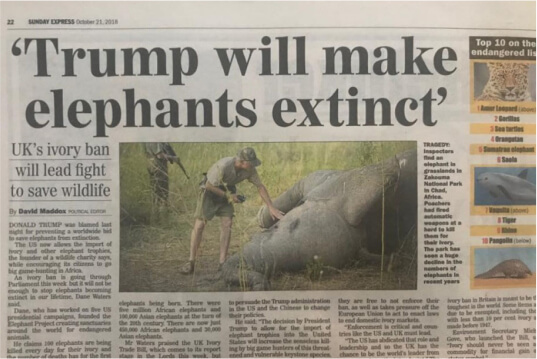 22 SUNDAY EXPRESS October 21, 2018
'Trump will make
elephants extinct'
UK's ivory ban
will lead fight
to save wildlife
By David Maddox POLITICAL EDITOR
DONALD TRUMP was blamed last
night for preventing a worldwide bid
to save elephants from extinction.
The US now allows the import of
ivory and other elephant trophies,
the founder of a wildlife charity says,
while encouraging its citizens to go
big game-hunting in Africa.
An ivory ban is going through
Parliament this week but it will not be
enough to stop elephants becoming
extinct in our lifetime, Dane Waters
said.
Dane, who has worked on five US
presidential campaigns, founded the
Elephant Project creating sanctuaries
around the world for endangered
animals.
He claims 100 elephants are being
killed every day for their ivory and
the number of deaths has for the first
TRAGEDY:
Inspectors
find an
elephant in
grasslands in
Zakouma
National Park
in Chad,
Africa.
Poachers
had fired
automatic
weapons at a
herd to kill
them for
their ivory.
The park has
seen a huge
decline in the
numbers of
elephants in
recent years
elephants being born. There were
five million African elephants and
100,000 Asian elephants at the turn of
the 20th century. There are now just
African elephants and
Asian elephants.
Mr Waters praised the UK Ivory
Trade Bill, which comes to its report
stage in the Lords this week, but
to persuade the Trump administration
in the US and the Chinese to change
their policies.
He said: "The decision by President
Trump to allow for the import of
elephant trophies into the United
States will increase the senseless killing
by big game hunters of this threatened
and vulnerable keystone species.
they are free to not enforce their
ban, as well as taken pressure off the
European Union to act to enact laws
to end domestic ivory markets.
"Enforcement is critical and countries
like the UK and US must lead.
"The US has abdicated that role and
leadership and so the UK has the
chance to be the world's leader from
Top 10 on the
endangered lis
1 Amur Leopard (above)
2 Gorillas
3 Sea turtles
4 Orangutan
5 Sumatran elephant
6 Saola
7 Vaquita (above)
8 Tiger
9 Rhino
10 Pangolin (below)
ivory ban in Britain is meant to be the
toughest in the world. Some items
due to be exempted, including those
with less than 10 per cent ivory
made before 1947.
Environment Secretary Mich
Gove, who launched the Bill, s
"Ivory should never be seen
commodity for financial gain